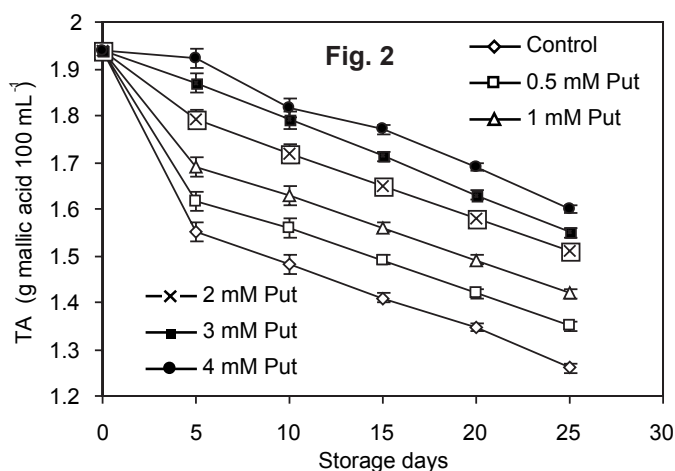 Fig. 2
Control
0.5 mM Put
1 mM Put
2 mM Put
3 mM Put
4 mM Put
TA (g mallic acid 100 mL⁻¹)
2
1.9
1.8
1.7
1.6
1.5
1.4
1.3
1.2
0 5 10 15 20 25 30
Storage days